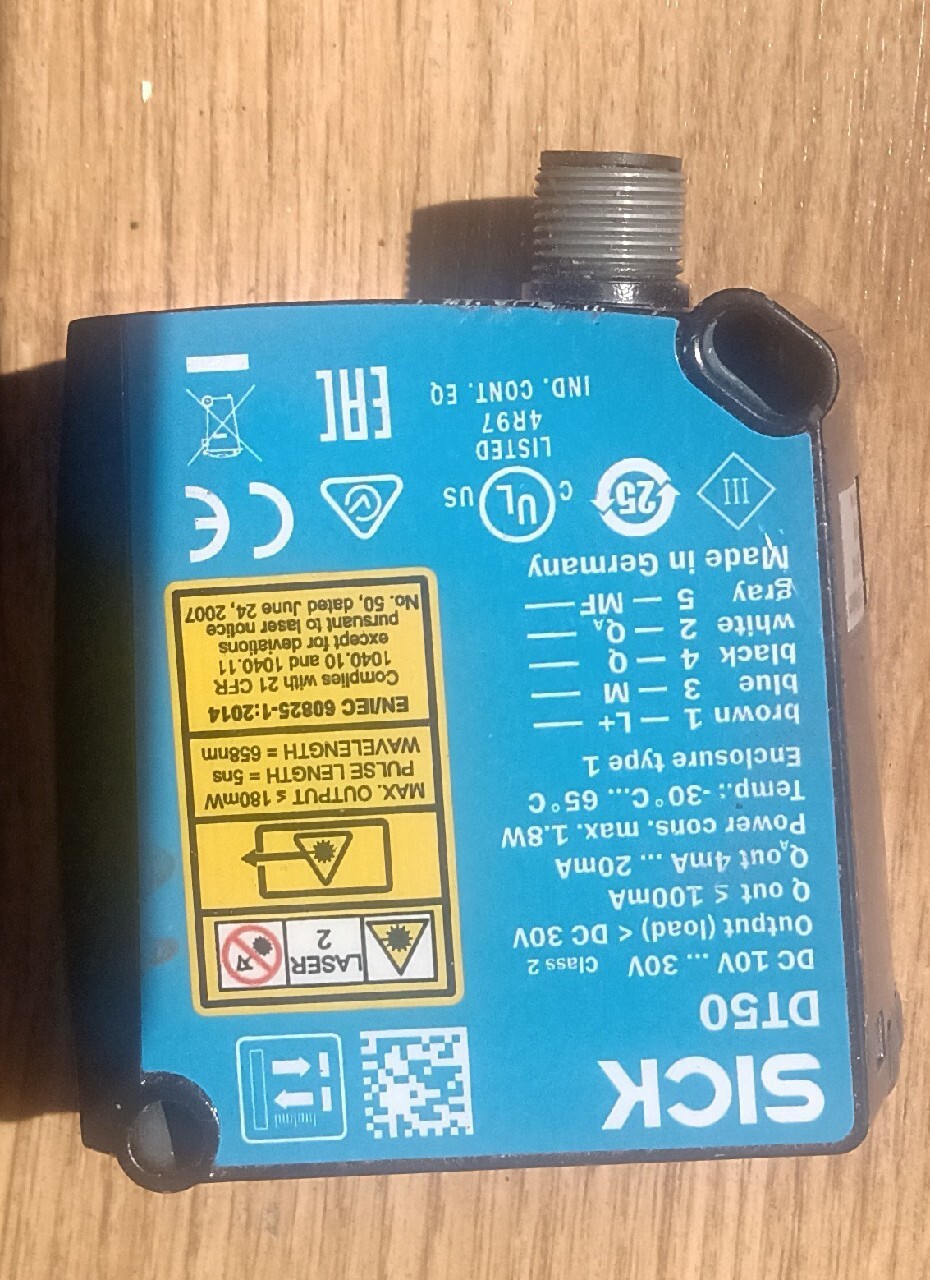 SICK
DT50
DC 10V ... 30V Class 2
Output (load) < DC 30V
Q out ≤ 100mA
QA out 4mA ... 20mA
Power cons. max. 1.8W
Temp.: -30°C... 65°C
Enclosure type 1
brown 1 — L+
blue 3 — M
black 4 — Q
white 2 — QA
gray 5 — MF
Made in Germany
III
25
C UL US
LISTED
4R97
IND. CONT. EQ
LASER
2
MAX. OUTPUT ≤ 180mW
PULSE LENGTH = 5ns
WAVELENGTH = 658nm
EN/IEC 60825-1:2014
Complies with 21 CFR
1040.10 and 1040.11
except for deviations
pursuant to laser notice
No. 50, dated June 24, 2007
CE
EAC